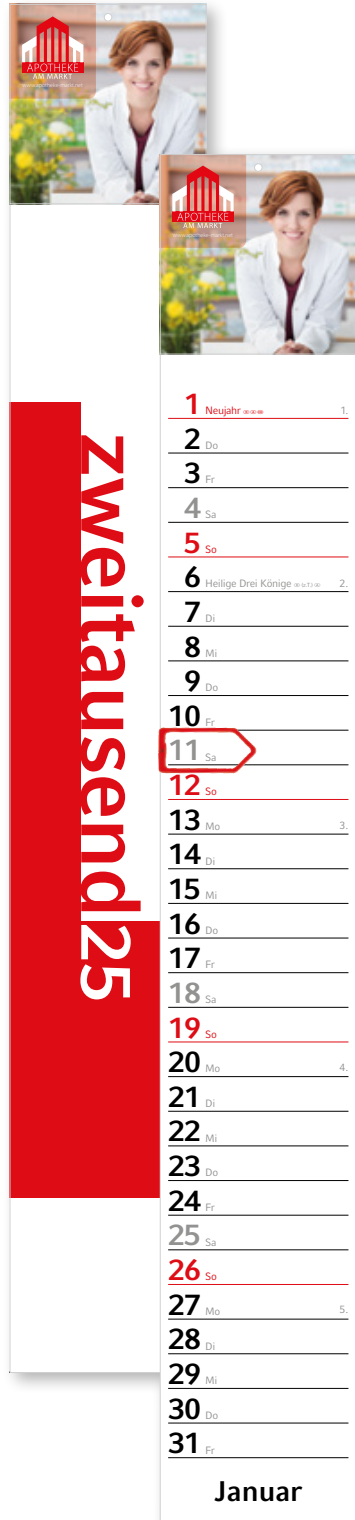 APOTHEKE
AM MARKT
zweitausend25
APOTHEKE
AM MARKT
1 Neujahr 1.
2 Do
3 Fr
4 Sa
5 So
6 Heilige Drei Könige 2.
7 Di
8 Mi
9 Do
10 Fr
11 Sa
12 So
13 Mo 3.
14 Di
15 Mi
16 Do
17 Fr
18 Sa
19 So
20 Mo 4.
21 Di
22 Mi
23 Do
24 Fr
25 Sa
26 So
27 Mo 5.
28 Di
29 Mi
30 Do
31 Fr
Januar